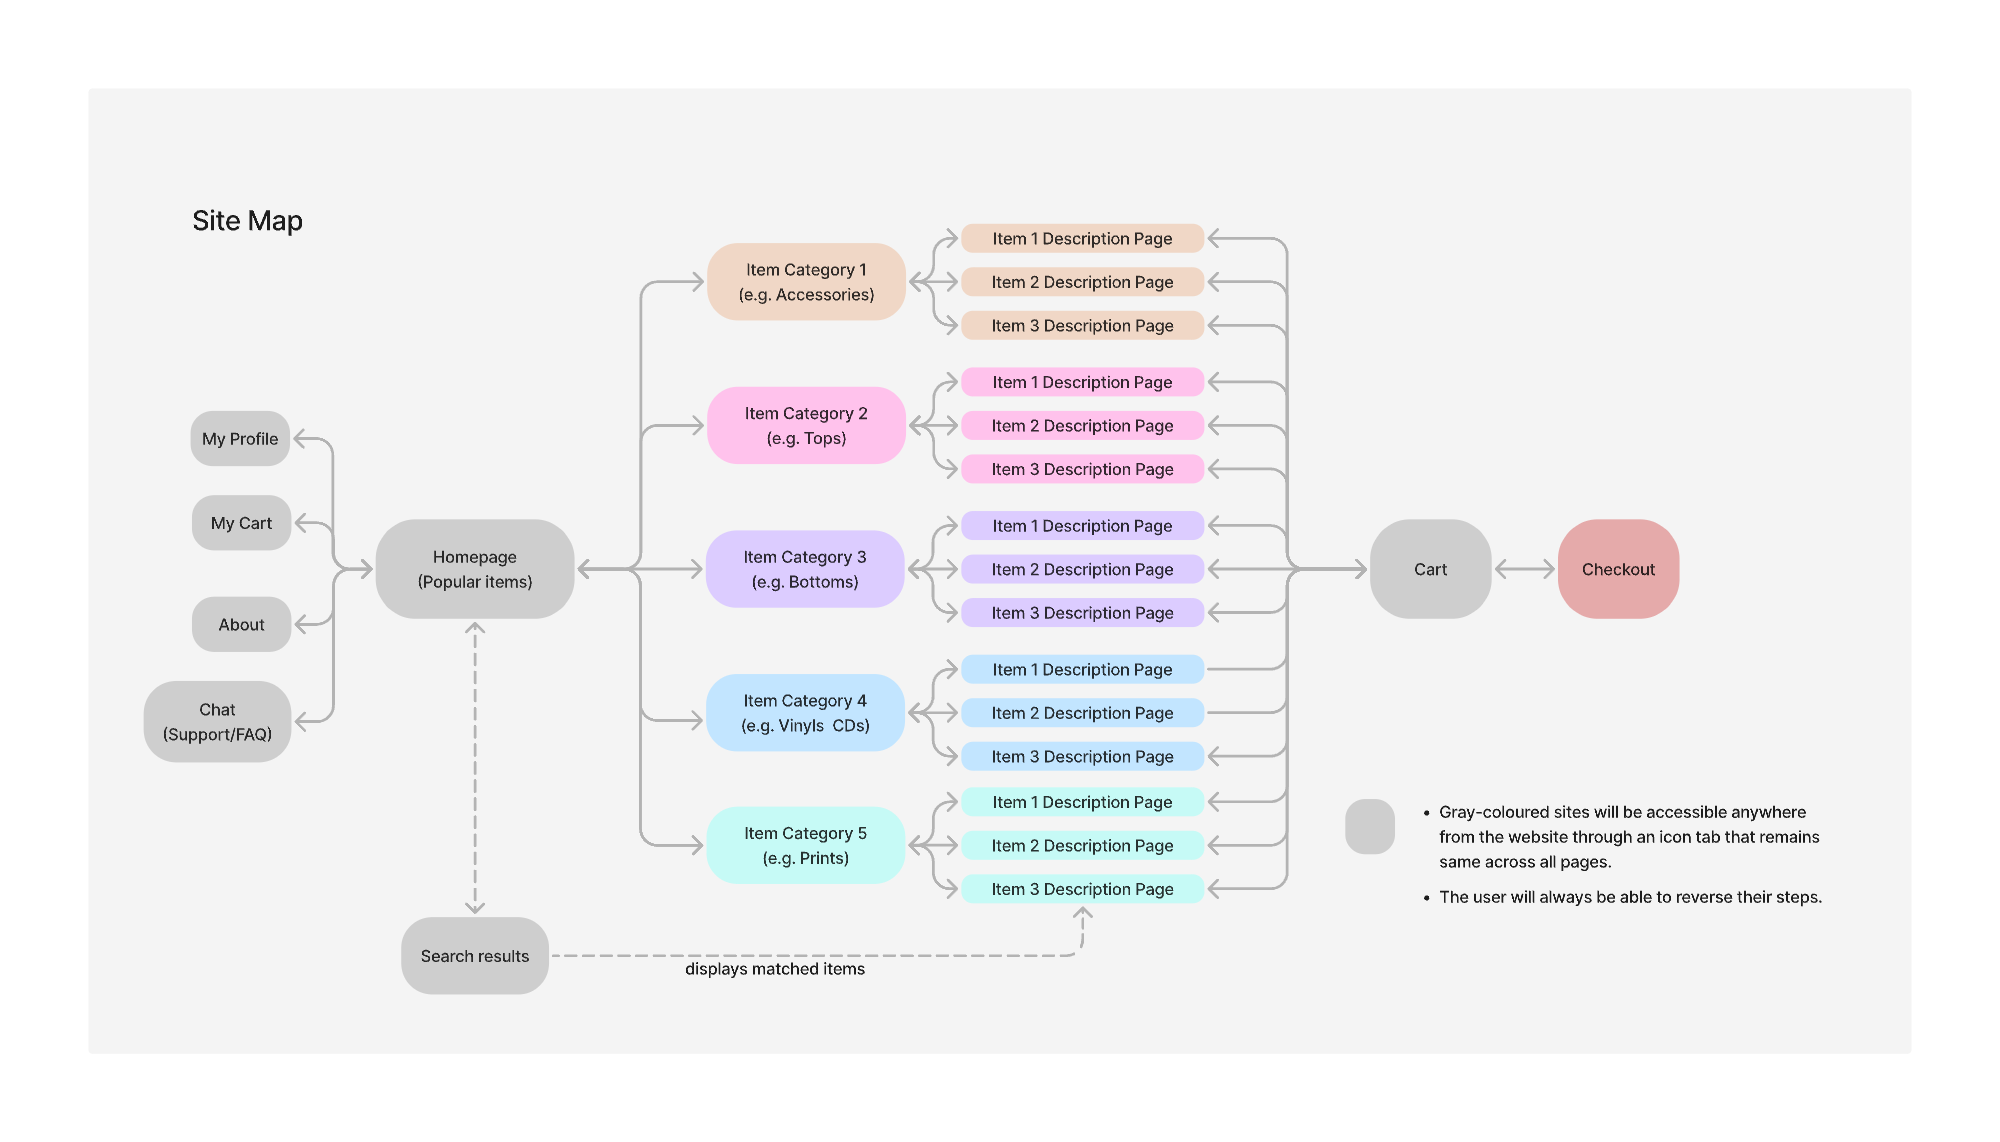 Site Map
My Profile
My Cart
About
Chat
(Support/FAQ)
Homepage
(Popular items)
Search results
displays matched items
Item Category 1
(e.g. Accessories)
Item 1 Description Page
Item 2 Description Page
Item 3 Description Page
Item Category 2
(e.g. Tops)
Item 1 Description Page
Item 2 Description Page
Item 3 Description Page
Item Category 3
(e.g. Bottoms)
Item 1 Description Page
Item 2 Description Page
Item 3 Description Page
Item Category 4
(e.g. Vinyls  CDs)
Item 1 Description Page
Item 2 Description Page
Item 3 Description Page
Item Category 5
(e.g. Prints)
Item 1 Description Page
Item 2 Description Page
Item 3 Description Page
Cart
Checkout
• Gray-coloured sites will be accessible anywhere
from the website through an icon tab that remains
same across all pages.
• The user will always be able to reverse their steps.